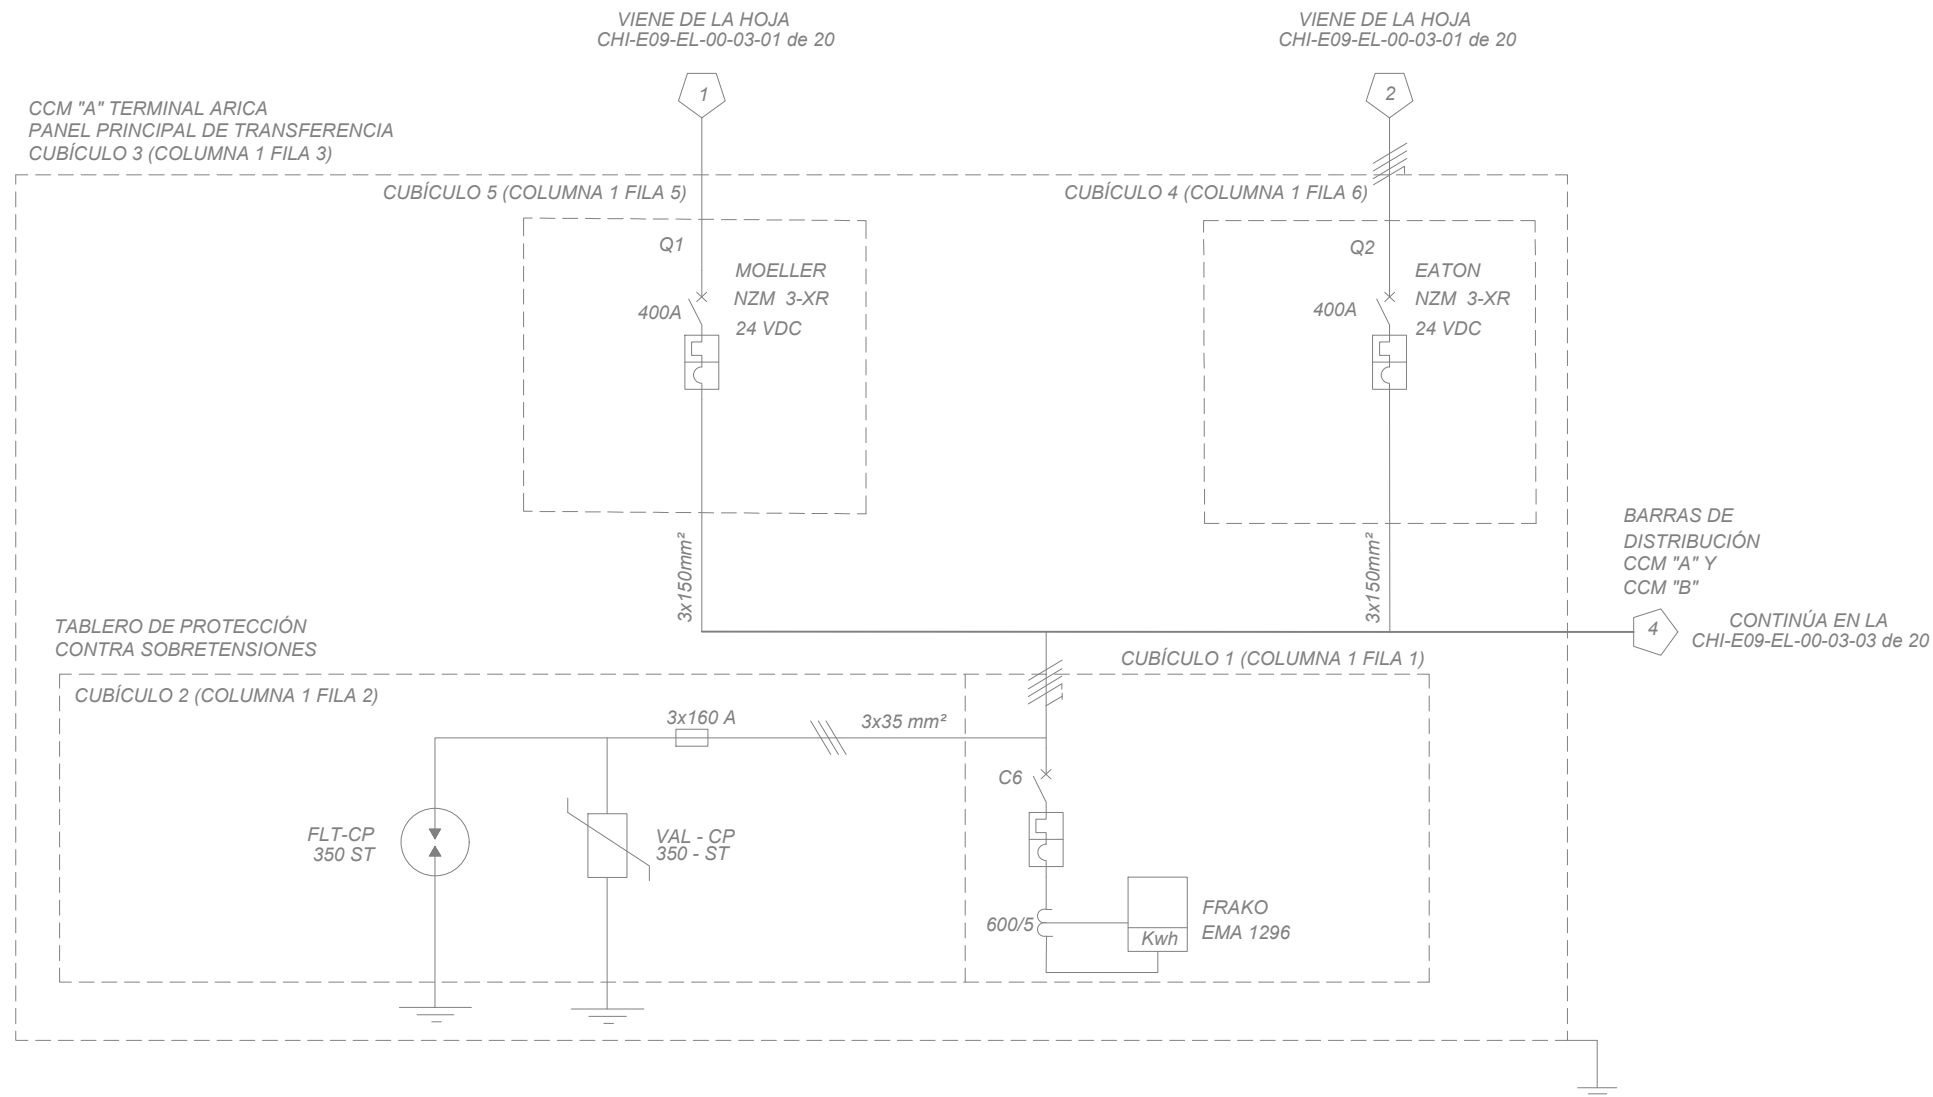 VIENE DE LA HOJA
CHI-E09-EL-00-03-01 de 20
VIENE DE LA HOJA
CHI-E09-EL-00-03-01 de 20
1
2
CCM "A" TERMINAL ARICA
PANEL PRINCIPAL DE TRANSFERENCIA
CUBÍCULO 3 (COLUMNA 1 FILA 3)
CUBÍCULO 5 (COLUMNA 1 FILA 5)
CUBÍCULO 4 (COLUMNA 1 FILA 6)
Q1
MOELLER
NZM 3-XR
24 VDC
400A
Q2
EATON
NZM 3-XR
24 VDC
400A
3x150mm²
3x150mm²
BARRAS DE
DISTRIBUCIÓN
CCM "A" Y
CCM "B"
4
CONTINÚA EN LA
CHI-E09-EL-00-03-03 de 20
TABLERO DE PROTECCIÓN
CONTRA SOBRETENSIONES
CUBÍCULO 1 (COLUMNA 1 FILA 1)
CUBÍCULO 2 (COLUMNA 1 FILA 2)
3x160 A
3x35 mm²
C6
FLT-CP
350 ST
VAL - CP
350 - ST
600/5
Kwh
FRAKO
EMA 1296